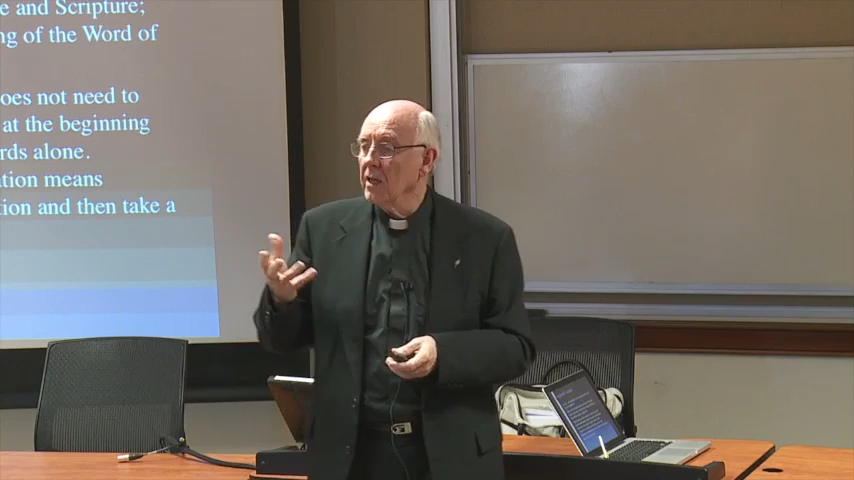 e and Scripture;
ng of the Word of
oes not need to
at the beginning
rds alone.
tion means
tion and then take a